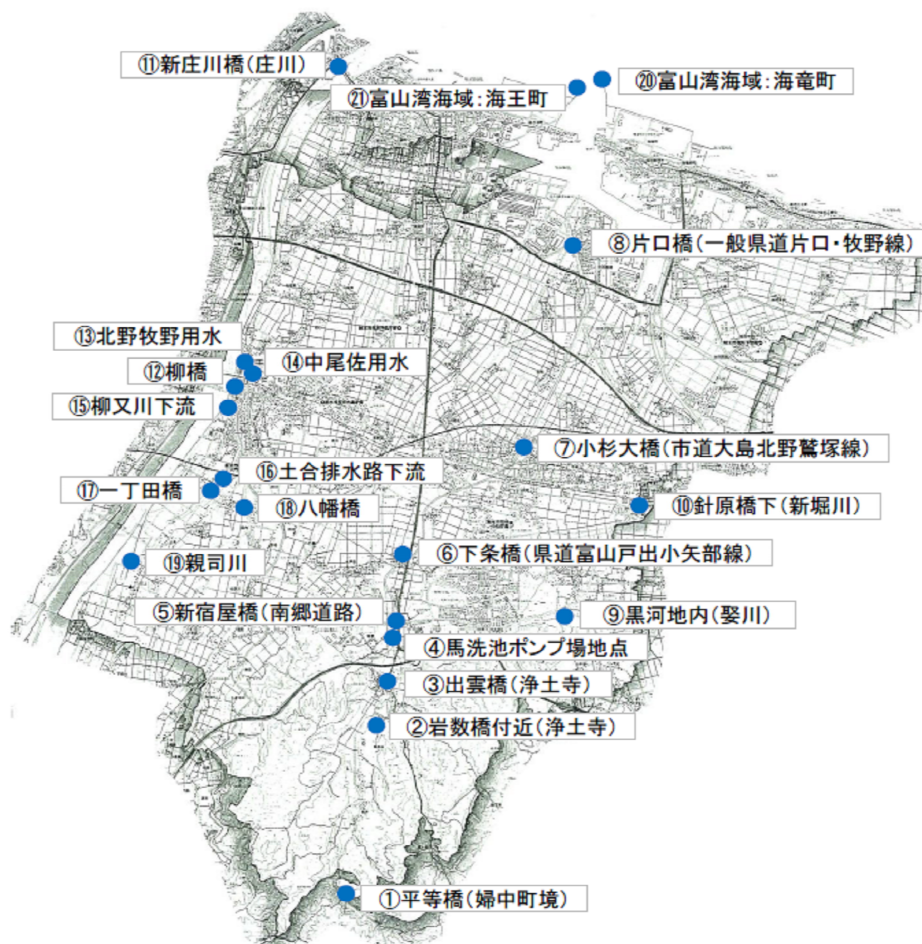 ⑪新庄川橋(庄川)
⑳富山湾海域:海竜町
㉑富山湾海域:海王町
⑧片口橋(一般県道片口・牧野線)
⑬北野牧野用水
⑭中尾佐用水
⑫柳橋
⑮柳又川下流
⑦小杉大橋(市道大島北野鷲塚線)
⑯土合排水路下流
⑰一丁田橋
⑱八幡橋
⑩針原橋下(新堀川)
⑥下条橋(県道富山戸出小矢部線)
⑲親司川
⑤新宿屋橋(南郷道路)
⑨黒河地内(娶川)
④馬洗池ポンプ場地点
③出雲橋(浄土寺)
②岩数橋付近(浄土寺)
①平等橋(婦中町境)